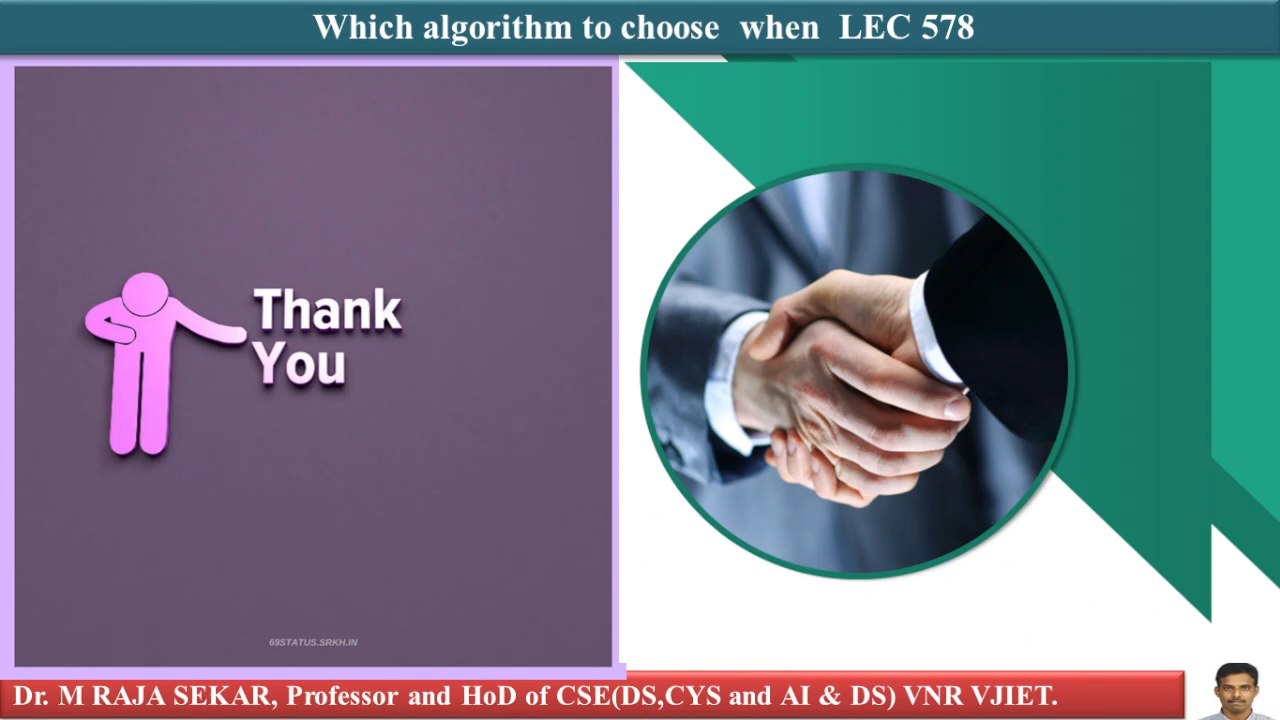 Which algorithm to choose when LEC 578
Thank
You
69STATUS.SRKH.IN
Dr. M RAJA SEKAR, Professor and HoD of CSE(DS,CYS and AI & DS) VNR VJIET.